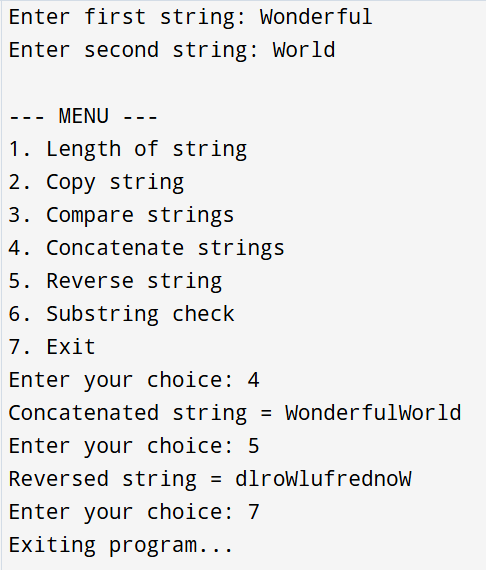 Enter first string: Wonderful
Enter second string: World
--- MENU ---
1. Length of string
2. Copy string
3. Compare strings
4. Concatenate strings
5. Reverse string
6. Substring check
7. Exit
Enter your choice: 4
Concatenated string = WonderfulWorld
Enter your choice: 5
Reversed string = dlroWlufrednoW
Enter your choice: 7
Exiting program...